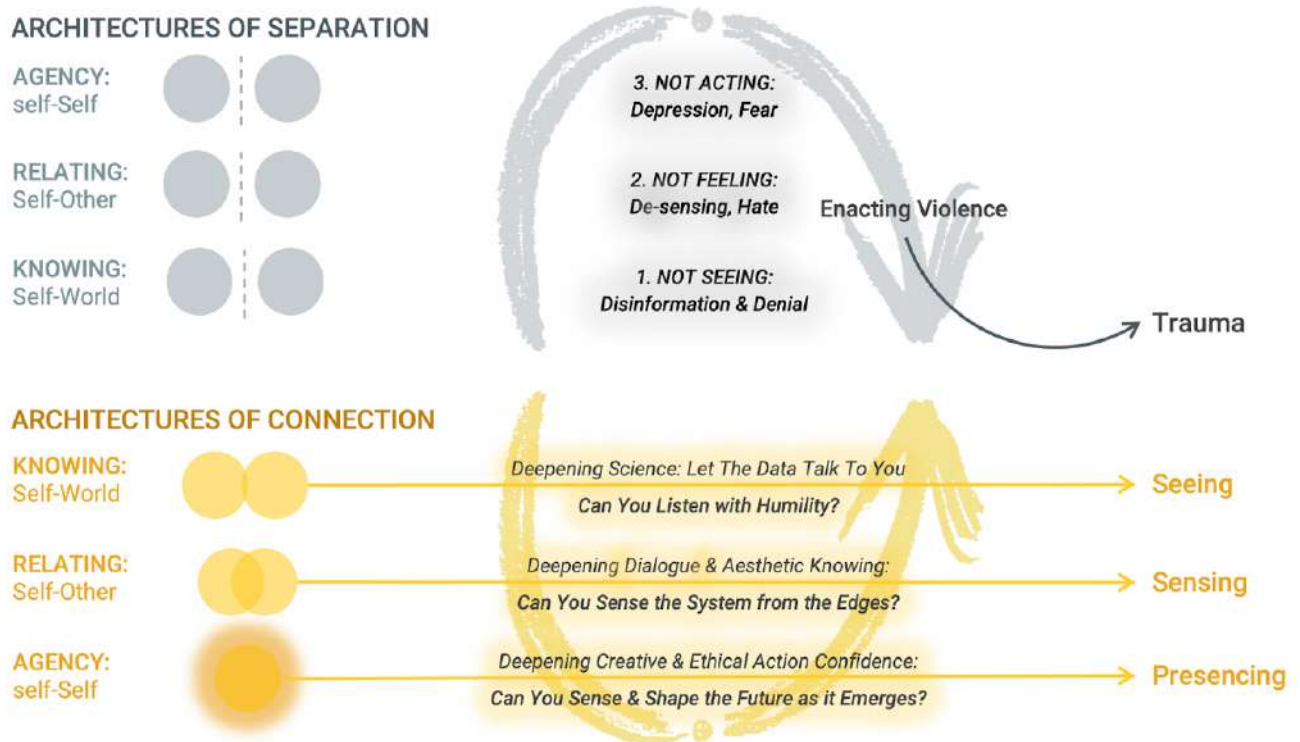 ARCHITECTURES OF SEPARATION
AGENCY:
self-Self
RELATING:
Self-Other
KNOWING:
Self-World
3. NOT ACTING:
Depression, Fear
2. NOT FEELING:
De-sensing, Hate
1. NOT SEEING:
Disinformation & Denial
Enacting Violence
Trauma
ARCHITECTURES OF CONNECTION
KNOWING:
Self-World
Deepening Science: Let The Data Talk To You
Can You Listen with Humility?
Seeing
RELATING:
Self-Other
Deepening Dialogue & Aesthetic Knowing:
Can You Sense the System from the Edges?
Sensing
AGENCY:
self-Self
Deepening Creative & Ethical Action Confidence:
Can You Sense & Shape the Future as it Emerges?
Presencing